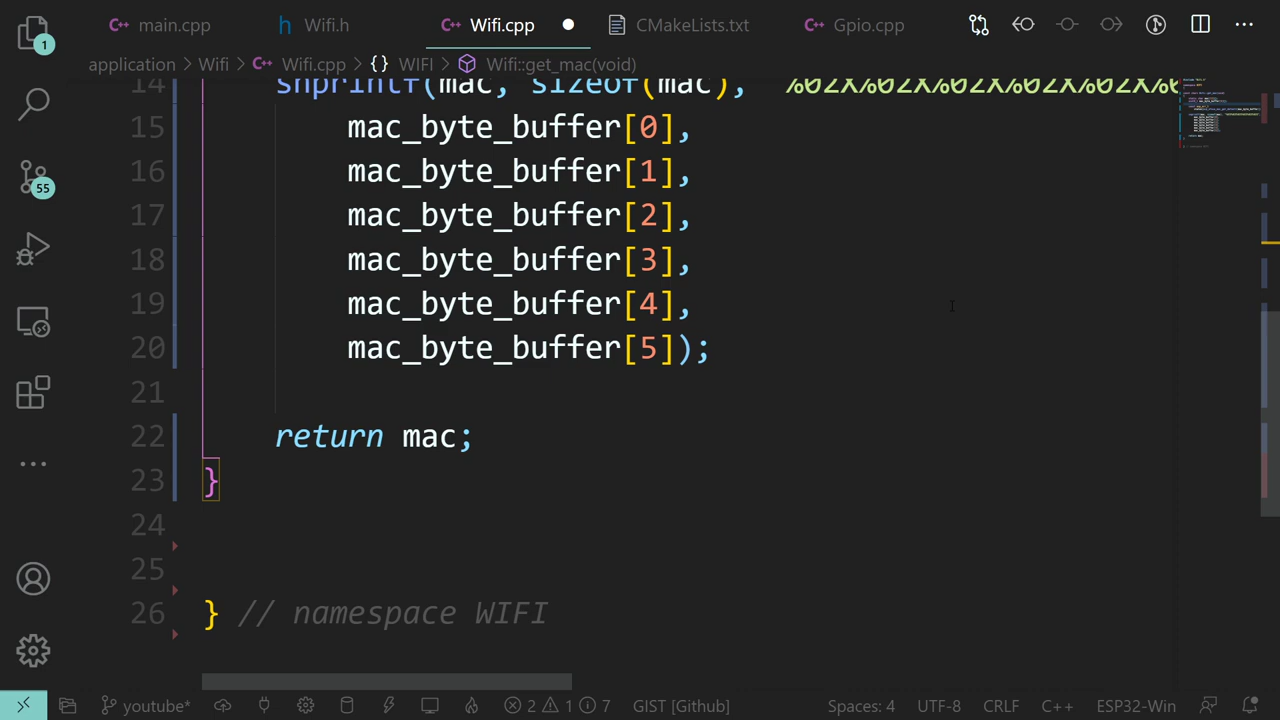 main.cpp Wifi.h Wifi.cpp CMakeLists.txt Gpio.cpp
1
application > Wifi > Wifi.cpp > {} WIFI > Wifi::get_mac(void)
14 snprintf(mac, sizeof(mac), "%02X%02X%02X%02X%0
15 mac_byte_buffer[0],
16 mac_byte_buffer[1],
17 mac_byte_buffer[2],
18 mac_byte_buffer[3],
19 mac_byte_buffer[4],
20 mac_byte_buffer[5]);
21
22 return mac;
23 }
24
25
26 } // namespace WIFI
55
youtube* 2 1 7 GIST [Github] Spaces: 4 UTF-8 CRLF C++ ESP32-Win